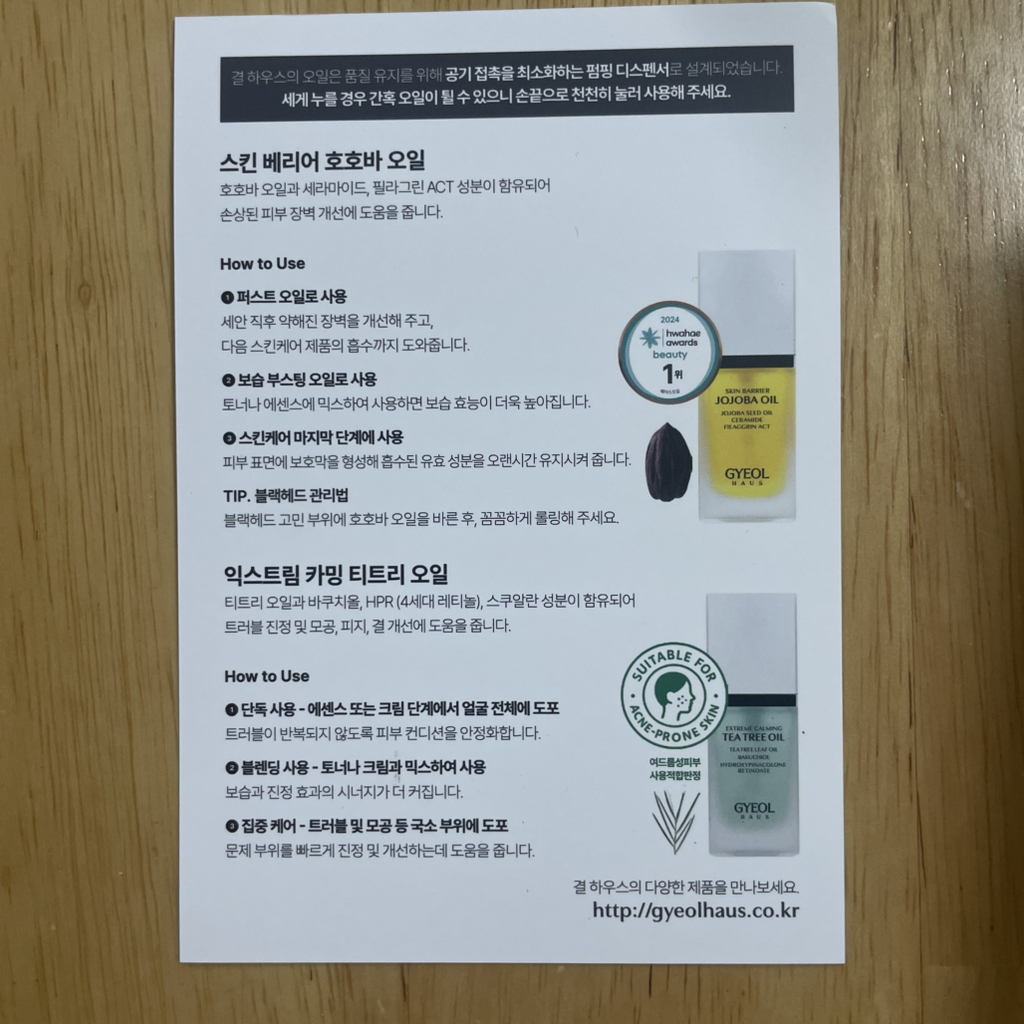 결 하우스의 오일은 품질 유지를 위해 공기 접촉을 최소화하는 펌핑 디스펜서로 설계되었습니다.
세게 누를 경우 간혹 오일이 튈 수 있으니 손끝으로 천천히 눌러 사용해 주세요.
스킨 베리어 호호바 오일
호호바 오일과 세라마이드, 필라그린 ACT 성분이 함유되어
손상된 피부 장벽 개선에 도움을 줍니다.
How to Use
❶ 퍼스트 오일로 사용
세안 직후 약해진 장벽을 개선해 주고,
다음 스킨케어 제품의 흡수까지 도와줍니다.
❷ 보습 부스팅 오일로 사용
토너나 에센스에 믹스하여 사용하면 보습 효능이 더욱 높아집니다.
❸ 스킨케어 마지막 단계에 사용
피부 표면에 보호막을 형성해 흡수된 유효 성분을 오랜시간 유지시켜 줍니다.
TIP. 블랙헤드 관리법
블랙헤드 고민 부위에 호호바 오일을 바른 후, 꼼꼼하게 롤링해 주세요.
2024
hwahae
awards
beauty
1위
SKIN BARRIER
JOJOBA OIL
JOJOBA SEED OIL
CERAMIDE
FILAGGRIN ACT
GYEOL
HAUS
익스트림 카밍 티트리 오일
티트리 오일과 바쿠치올, HPR (4세대 레티놀), 스쿠알란 성분이 함유되어
트러블 진정 및 모공, 피지, 결 개선에 도움을 줍니다.
How to Use
❶ 단독 사용 - 에센스 또는 크림 단계에서 얼굴 전체에 도포
트러블이 반복되지 않도록 피부 컨디션을 안정화합니다.
❷ 블렌딩 사용 - 토너나 크림과 믹스하여 사용
보습과 진정 효과의 시너지가 더 커집니다.
❸ 집중 케어 - 트러블 및 모공 등 국소 부위에 도포
문제 부위를 빠르게 진정 및 개선하는데 도움을 줍니다.
SUITABLE FOR
ACNE-PRONE SKIN
여드름성피부
사용적합판정
EXTREME CALMING
TEA TREE OIL
TEA TREE LEAF OIL
BAKUCHIOL
HYDROXYPINACOLONE
RETINOATE
GYEOL
HAUS
결 하우스의 다양한 제품을 만나보세요.
http://gyeolhaus.co.kr